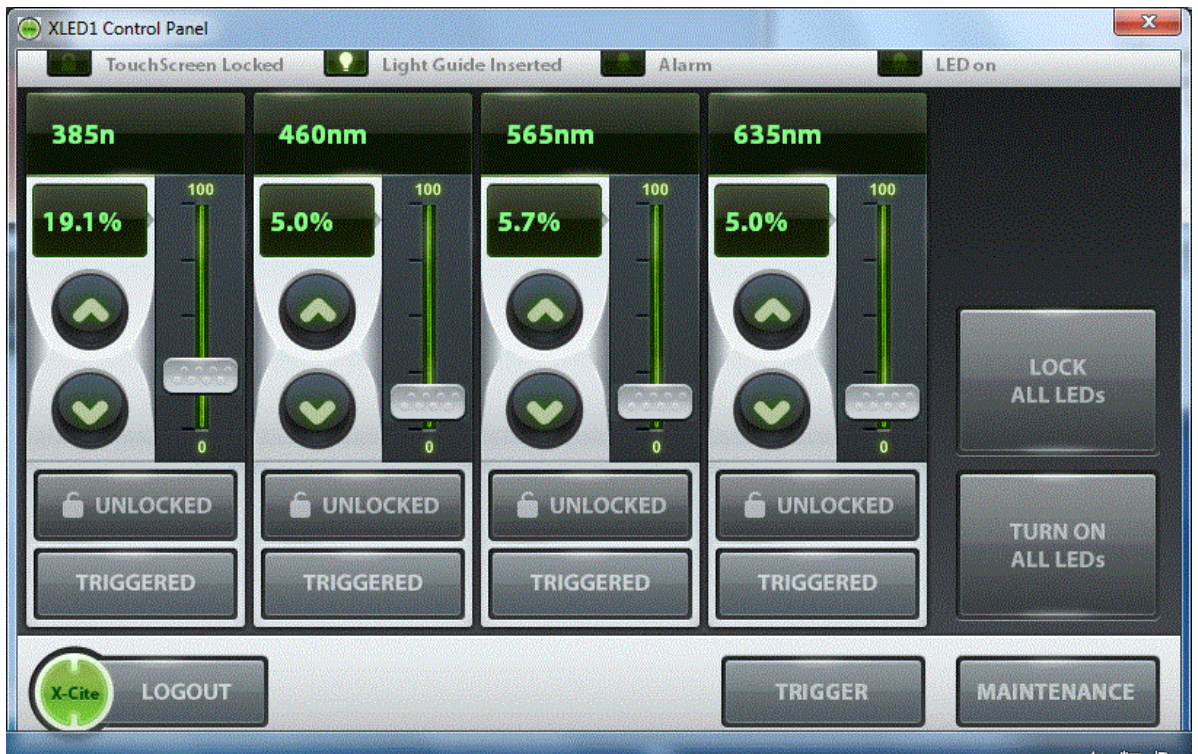 XLED1 Control Panel
TouchScreen Locked Light Guide Inserted Alarm LED on
385n 460nm 565nm 635nm
100 100 100 100
19.1% 5.0% 5.7% 5.0%
0 0 0 0
LOCK
ALL LEDs
UNLOCKED UNLOCKED UNLOCKED UNLOCKED
TURN ON
ALL LEDs
TRIGGERED TRIGGERED TRIGGERED TRIGGERED
X-Cite LOGOUT TRIGGER MAINTENANCE